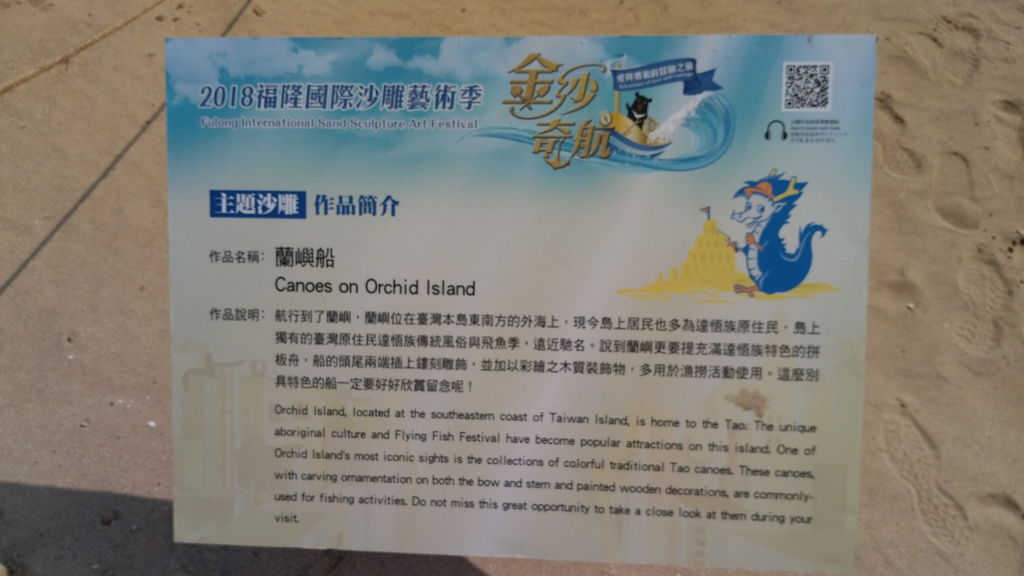 2018福隆國際沙雕藝術季
Fulong International Sand Sculpture Art Festival
金沙
奇航
愛與勇氣的冒險之旅
主題沙雕 作品簡介
作品名稱：蘭嶼船
Canoes on Orchid Island
作品說明：航行到了蘭嶼，蘭嶼位在臺灣本島東南方的外海上，現今島上居民也多為達悟族原住民。島上
獨有的臺灣原住民達悟族傳統風俗與飛魚季，遠近馳名。說到蘭嶼更要提充滿達悟族特色的拼
板舟，船的頭尾兩端插上鏤刻雕飾，並加以彩繪之木質裝飾物，多用於漁撈活動使用。這麼別
具特色的船一定要好好欣賞留念呢！
Orchid Island, located at the southeastern coast of Taiwan Island, is home to the Tao. The unique
aboriginal culture and Flying Fish Festival have become popular attractions on this island. One of
Orchid Island's most iconic sights is the collections of colorful traditional Tao canoes. These canoes,
with carving ornamentation on both the bow and stern and painted wooden decorations, are commonly-
used for fishing activities. Do not miss this great opportunity to take a close look at them during your
visit.